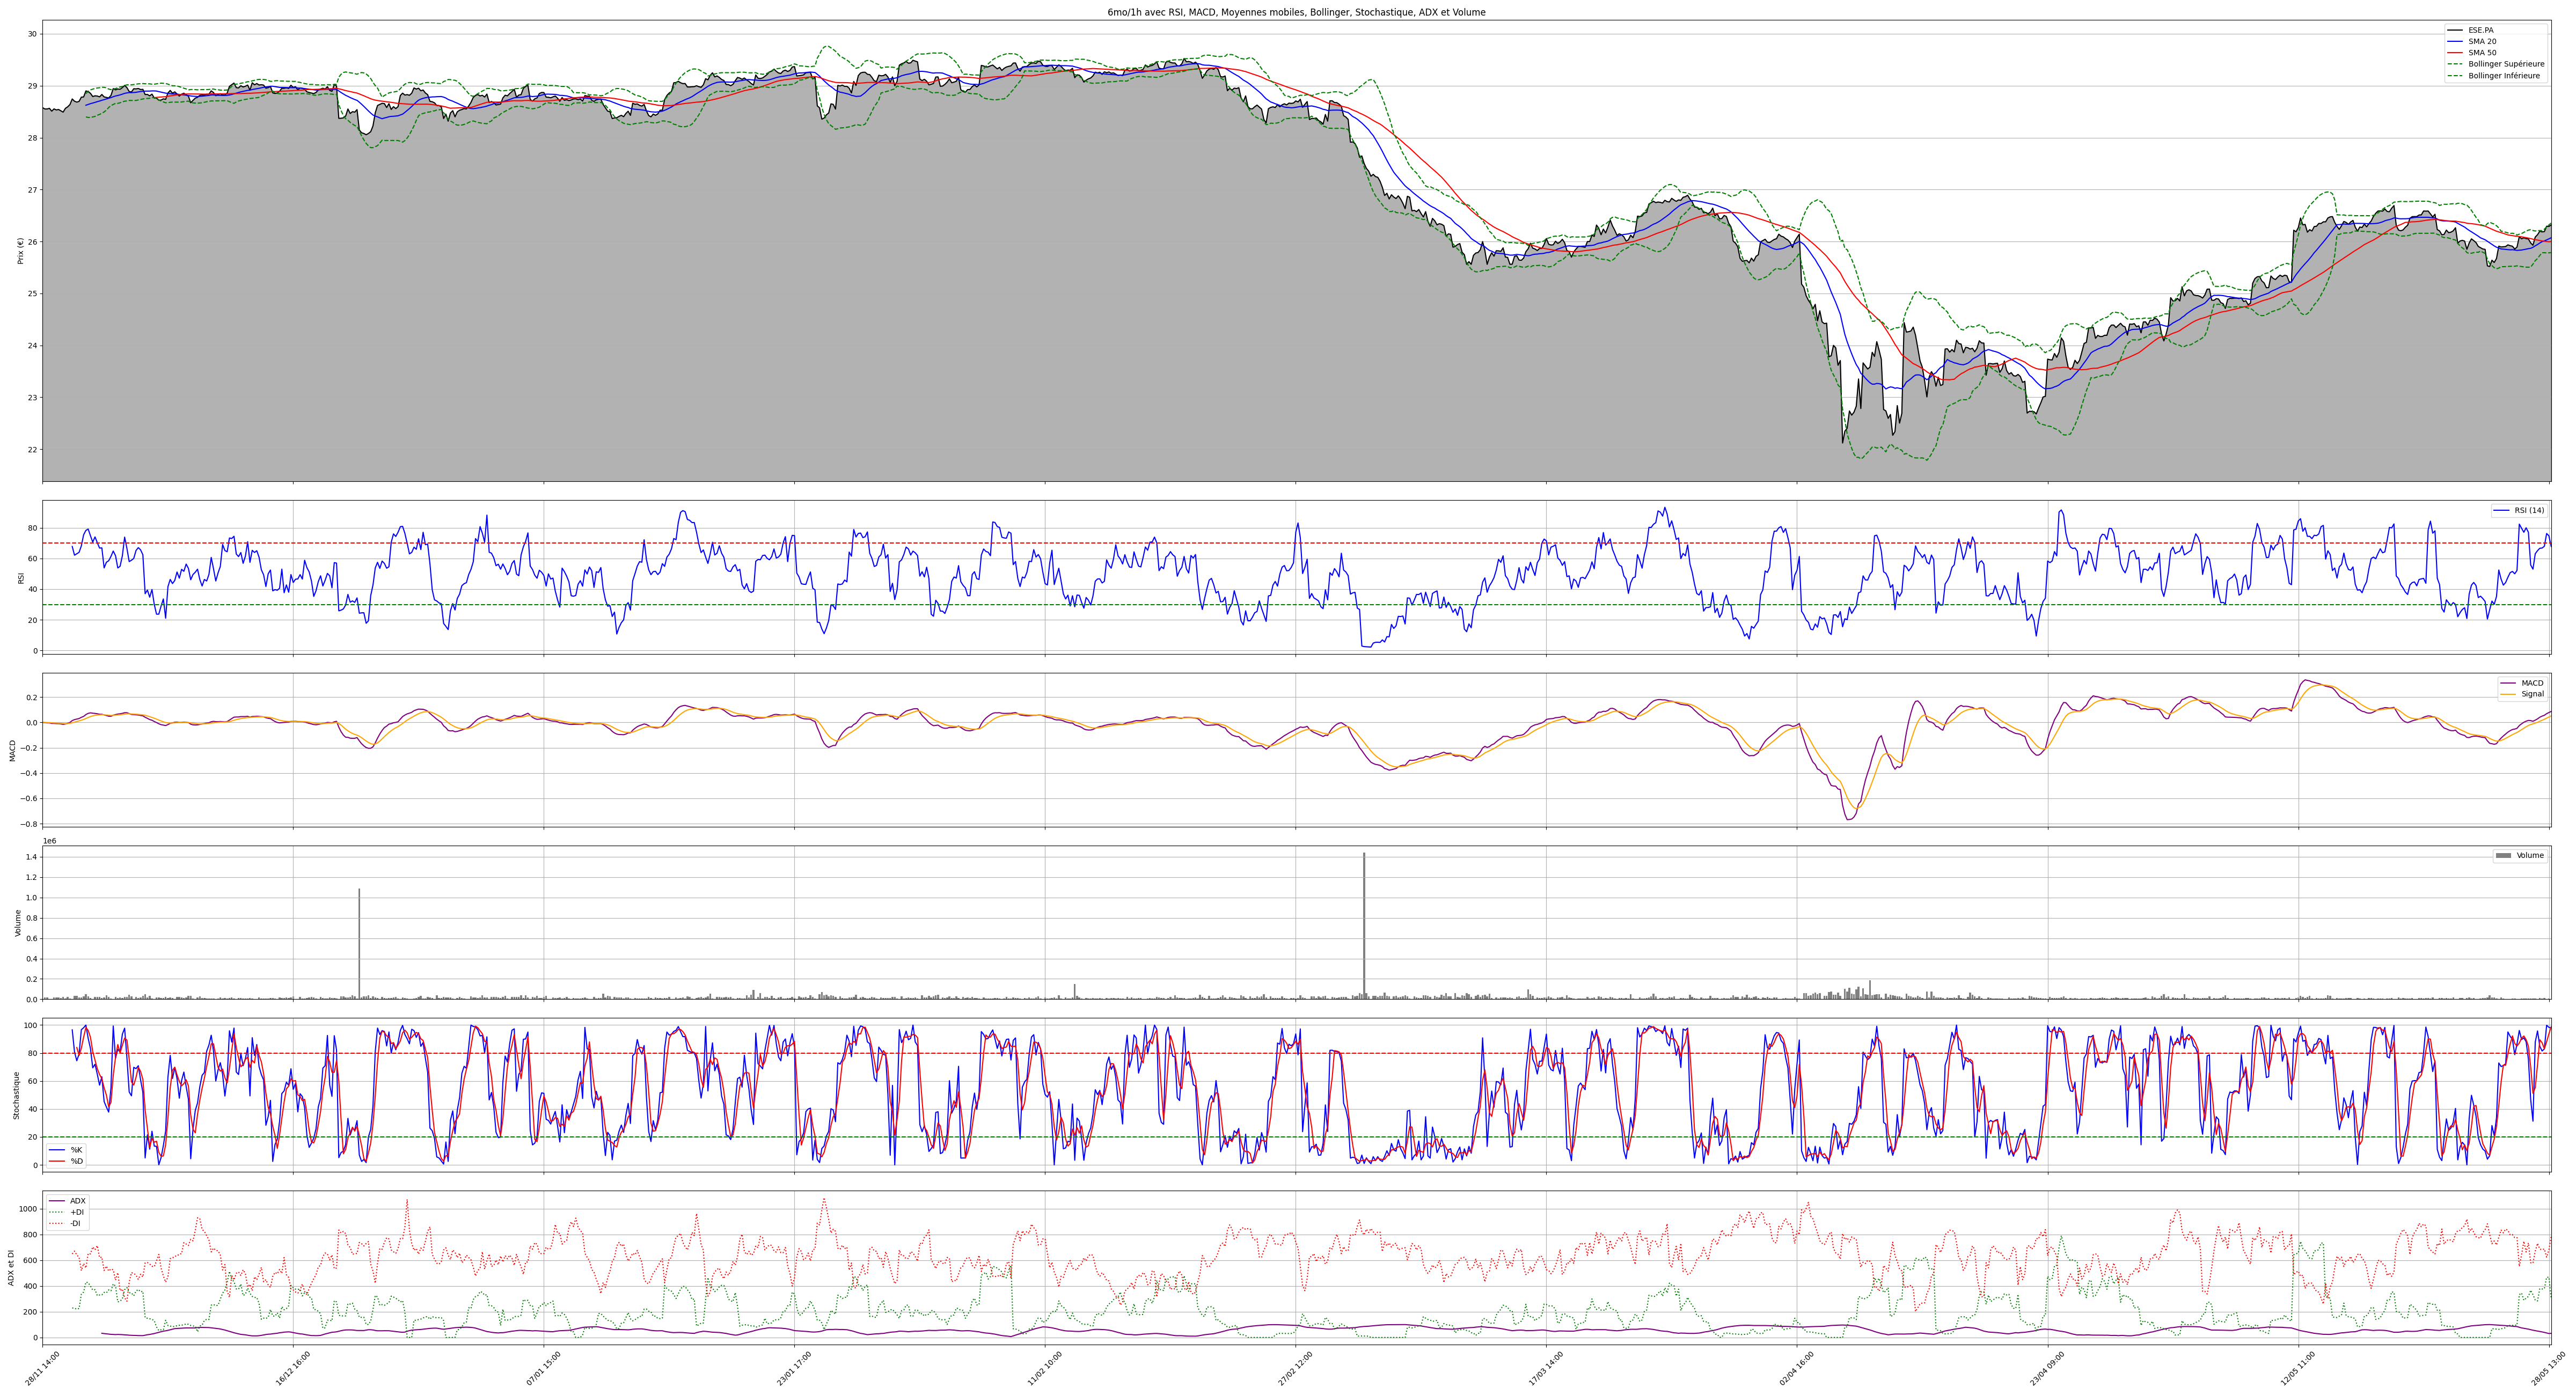 6mo/1h avec RSI, MACD, Moyennes mobiles, Bollinger, Stochastique, ADX et Volume
Prix (€)
30
29
28
27
26
25
24
23
22
ESE.PA
SMA 20
SMA 50
Bollinger Supérieure
Bollinger Inférieure
RSI
80
60
40
20
0
RSI (14)
MACD
0.2
0.0
−0.2
−0.4
−0.6
−0.8
MACD
Signal
1e6
Volume
1.4
1.2
1.0
0.8
0.6
0.4
0.2
0.0
Volume
Stochastique
100
80
60
40
20
0
%K
%D
ADX et DI
1000
800
600
400
200
0
ADX
+DI
-DI
28/11 14:00
16/12 16:00
07/01 15:00
23/01 17:00
11/02 10:00
27/02 12:00
17/03 14:00
02/04 16:00
23/04 09:00
12/05 11:00
28/05 13:00